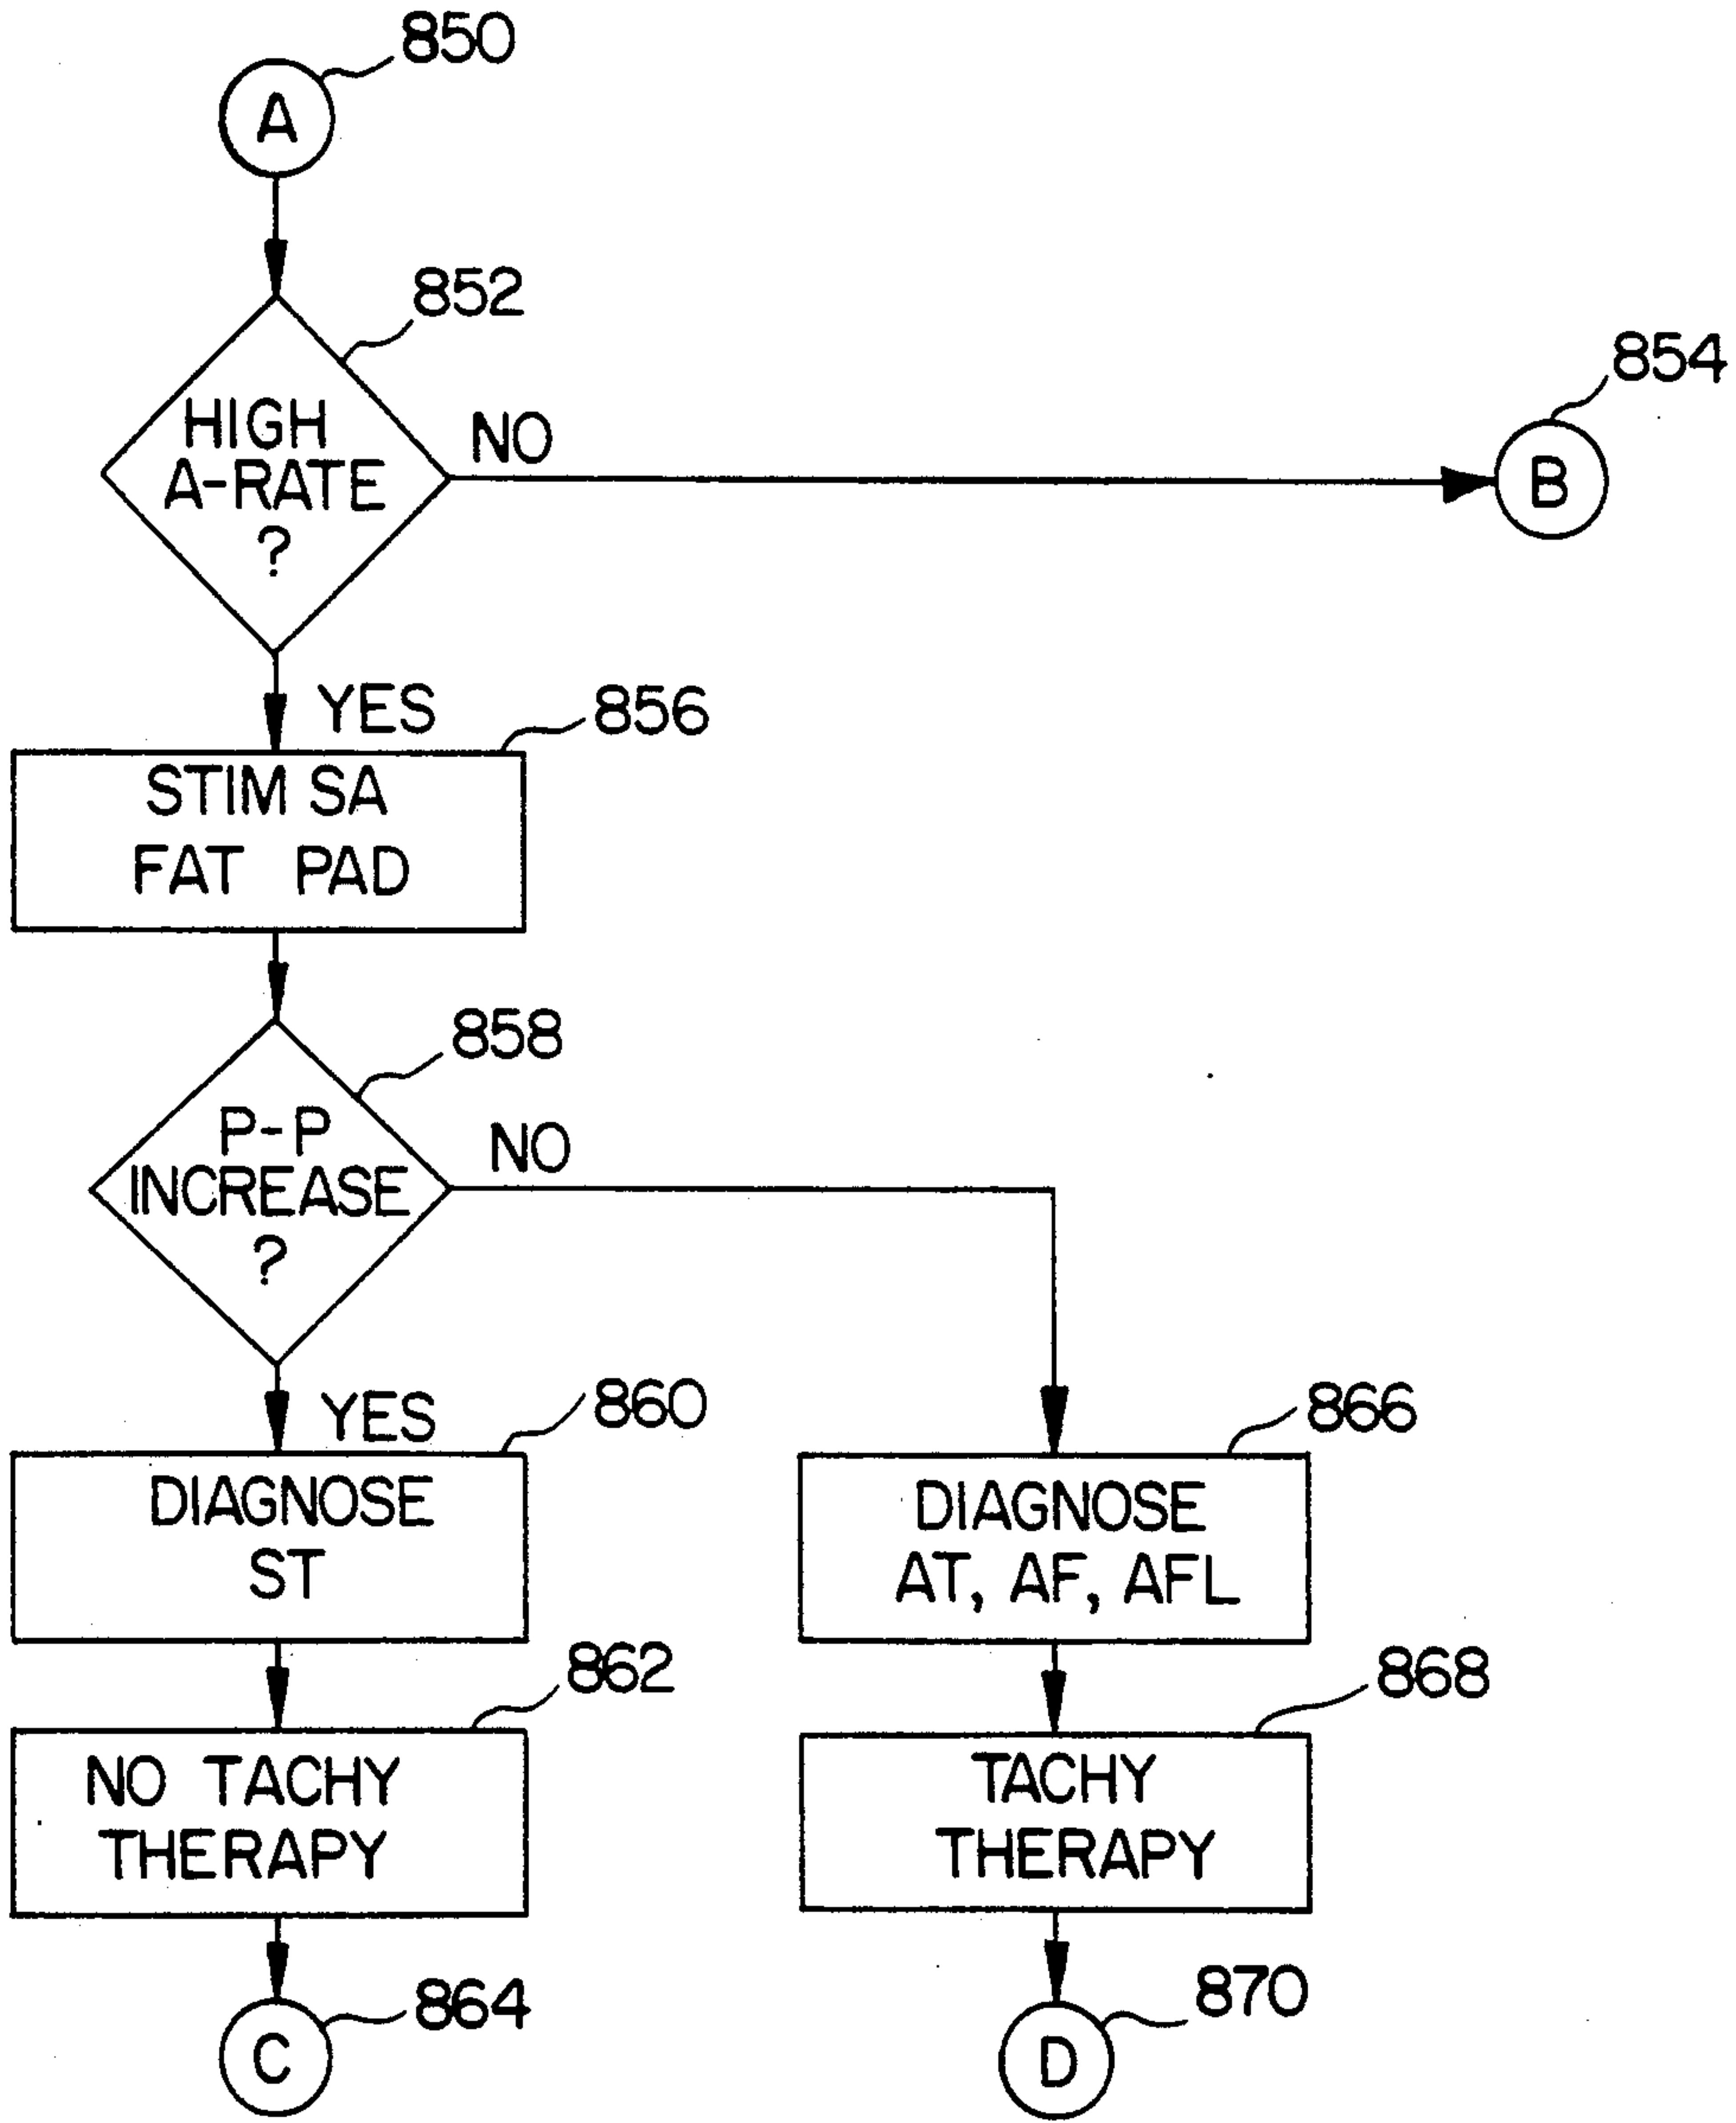 850
A
852
HIGH
A-RATE
?
NO
854
B
YES
856
STIM SA
FAT PAD
858
P-P
INCREASE
?
NO
YES
860
DIAGNOSE
ST
866
DIAGNOSE
AT, AF, AFL
862
NO TACHY
THERAPY
868
TACHY
THERAPY
864
C
870
D